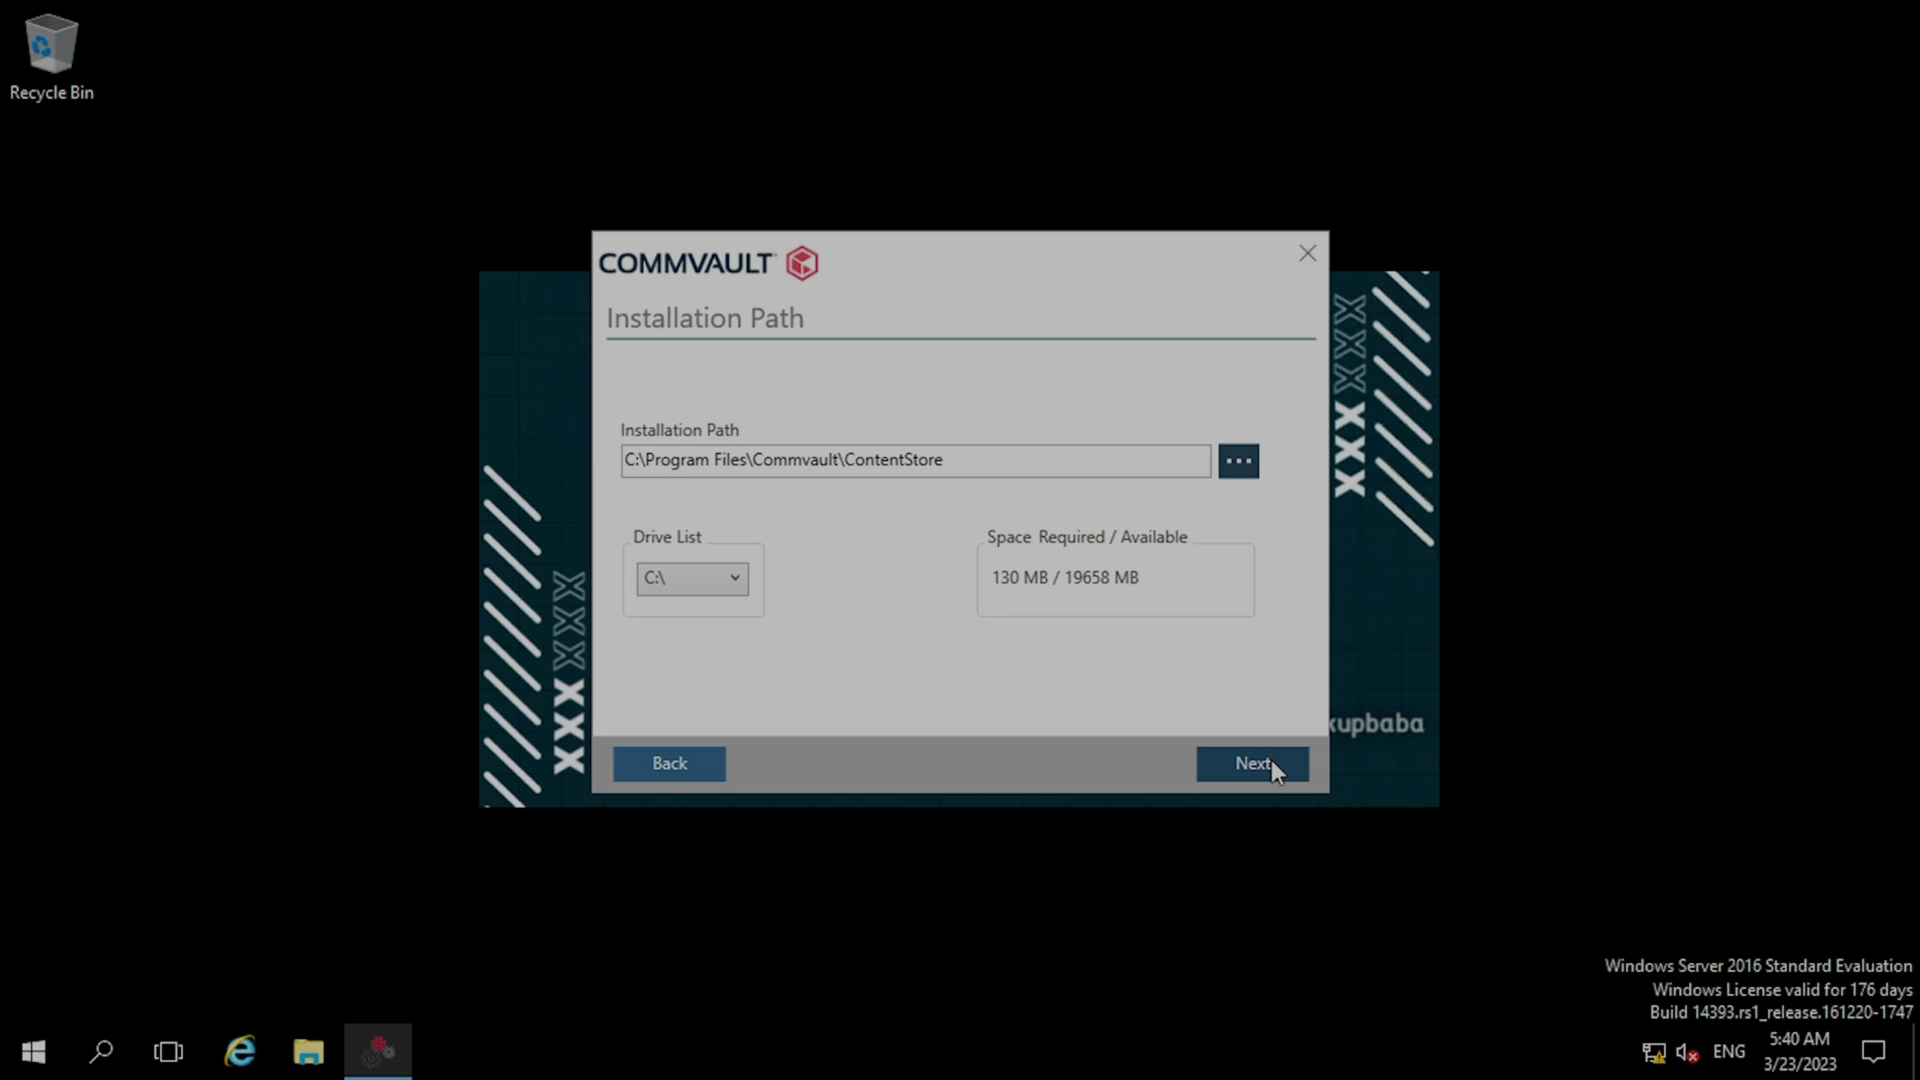 Recycle Bin
COMMVAULT
Installation Path
Installation Path
C:\Program Files\Commvault\ContentStore
...
Drive List
C:\
Space Required / Available
130 MB / 19658 MB
XXXXXX
XXXXXX
kupbaba
Back
Next
Windows Server 2016 Standard Evaluation
Windows License valid for 176 days
Build 14393.rs1_release.161220-1747
ENG
5:40 AM
3/23/2023